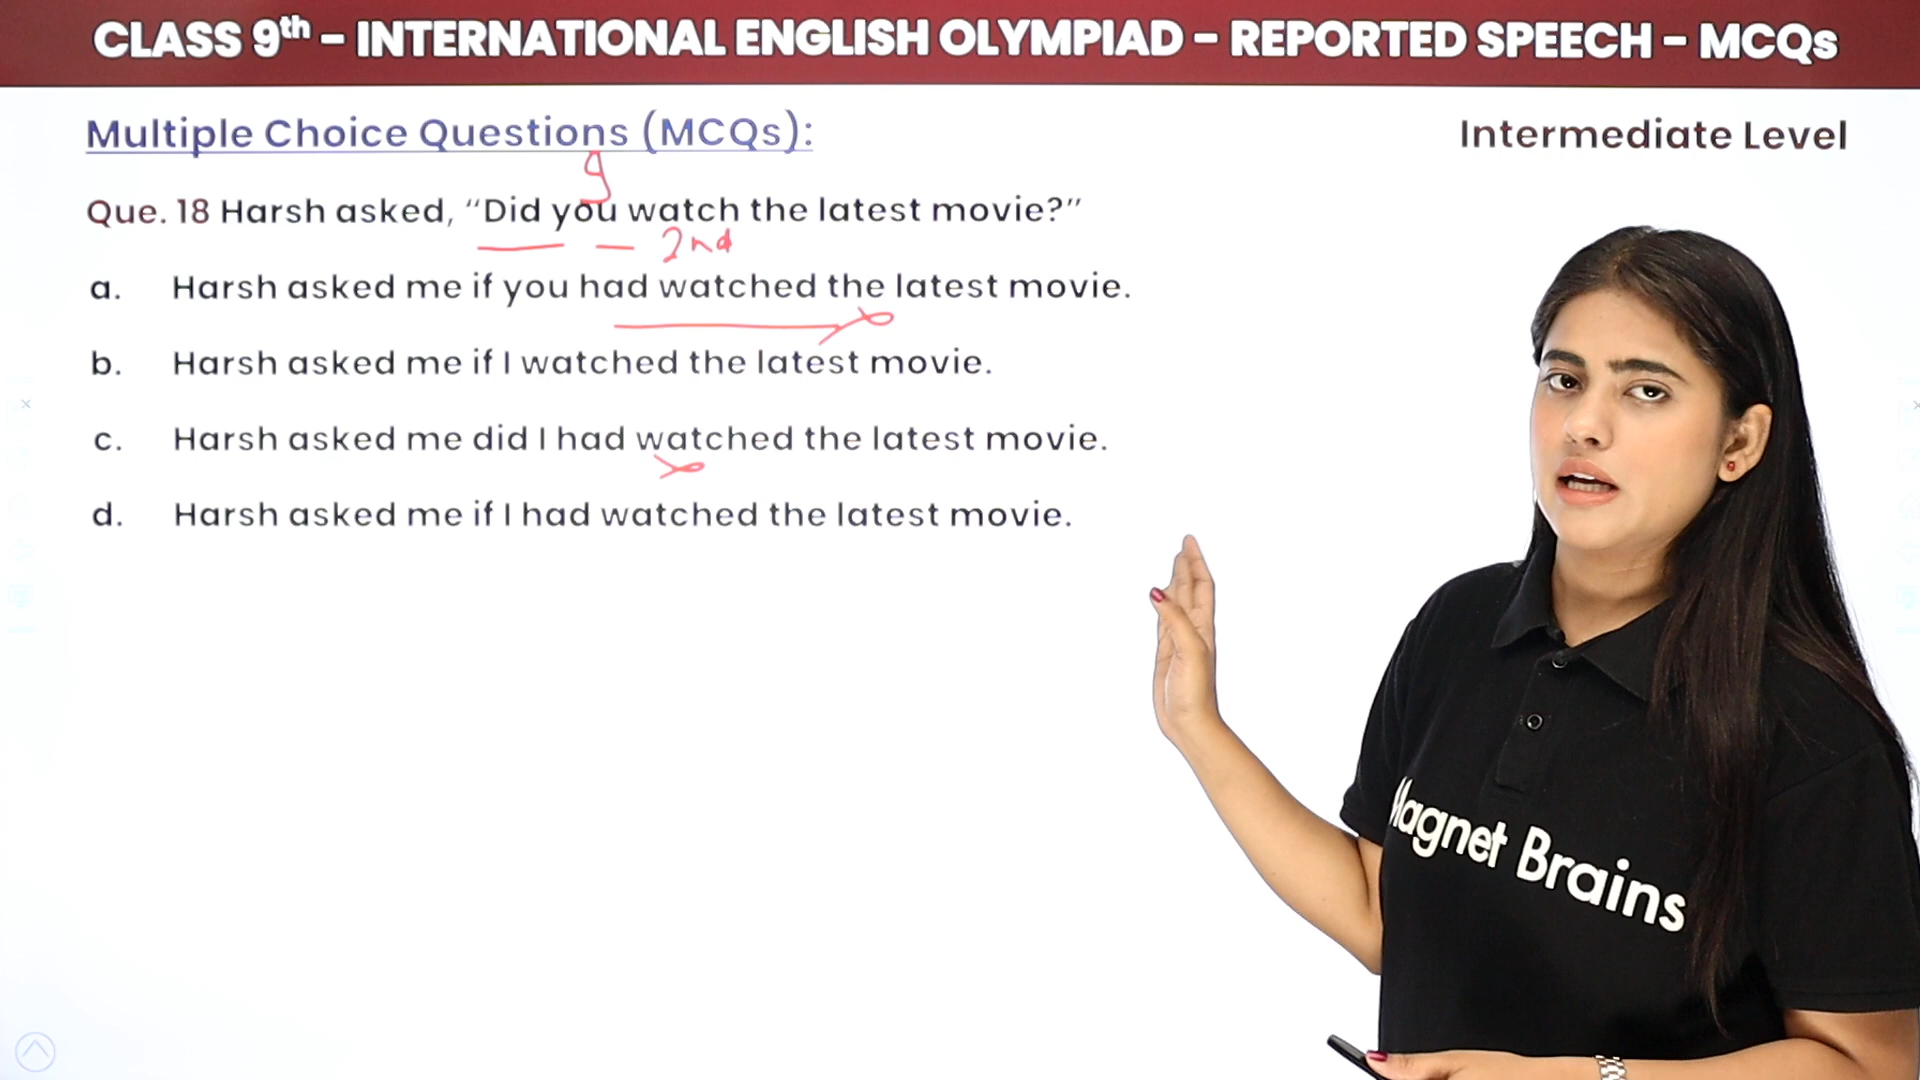 CLASS 9th – INTERNATIONAL ENGLISH OLYMPIAD – REPORTED SPEECH – MCQs
Multiple Choice Questions (MCQs):
Intermediate Level
Que. 18 Harsh asked, “Did you watch the latest movie?”
2nd
a. Harsh asked me if you had watched the latest movie.
b. Harsh asked me if I watched the latest movie.
c. Harsh asked me did I had watched the latest movie.
d. Harsh asked me if I had watched the latest movie.
Magnet Brains